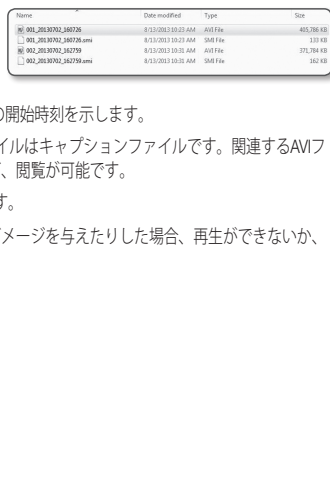 Name Date modified Type Size
001_20130702_160726 8/13/2013 10:23 AM AVI File 405,786 KB
001_20130702_160726.smi 8/13/2013 10:23 AM SMI File 133 KB
002_20130702_162759 8/13/2013 10:31 AM AVI File 371,784 KB
002_20130702_162759.smi 8/13/2013 10:23 AM SMI File 162 KB
の開始時刻を示します。
イルはキャプションファイルです。関連するAVIフ
、閲覧が可能です。
す。
ダメージを与えたりした場合、再生ができないか、